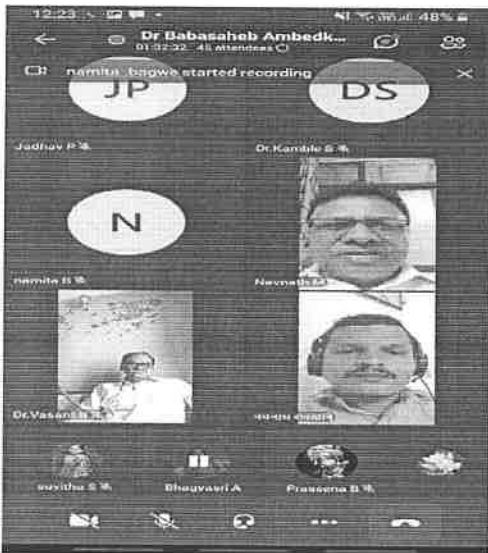 12:23 48%
Dr Babasaheb Ambedk...
01:32:32 45 attendees
namita_bagwe started recording
JP DS
Jadhav P Dr.Kamble S
N
namita B Navnath M
Dr.Vasant
suvitha S Bhagyasri A Prassena B